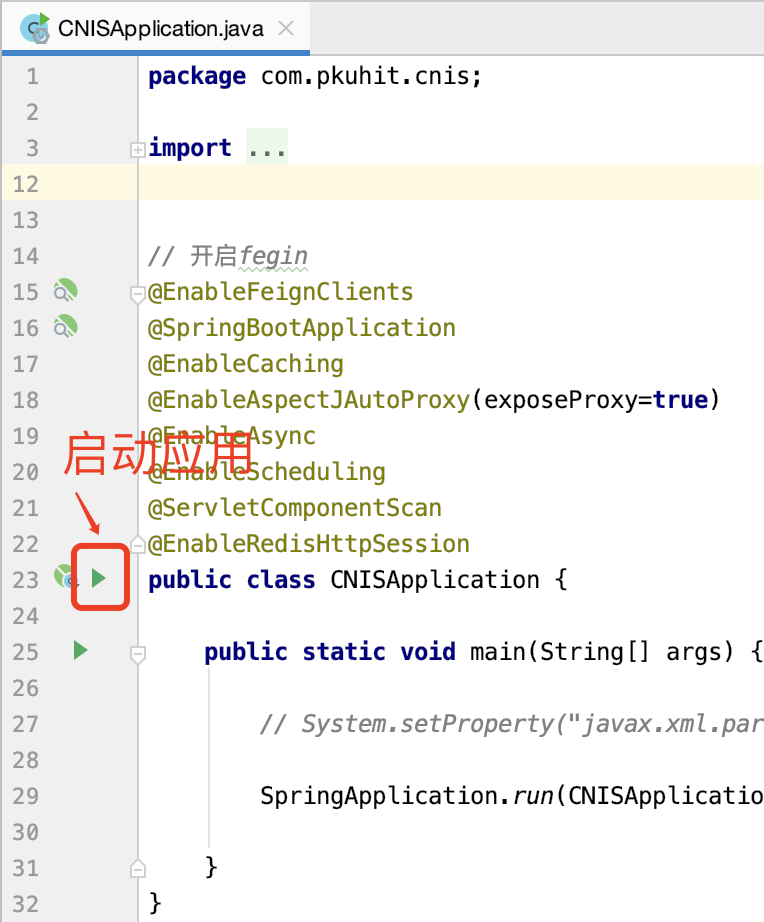 CNISApplication.java
1 package com.pkuhit.cnis;
2
3 import ...
12
13
14 // 开启fegin
15 @EnableFeignClients
16 @SpringBootApplication
17 @EnableCaching
18 @EnableAspectJAutoProxy(exposeProxy=true)
19 @EnableAsync
启动应用
20 @EnableScheduling
21 @ServletComponentScan
22 @EnableRedisHttpSession
23 public class CNISApplication {
24
25 public static void main(String[] args) {
26
27 // System.setProperty("javax.xml.par
28
29 SpringApplication.run(CNISApplicatio
30
31 }
32 }